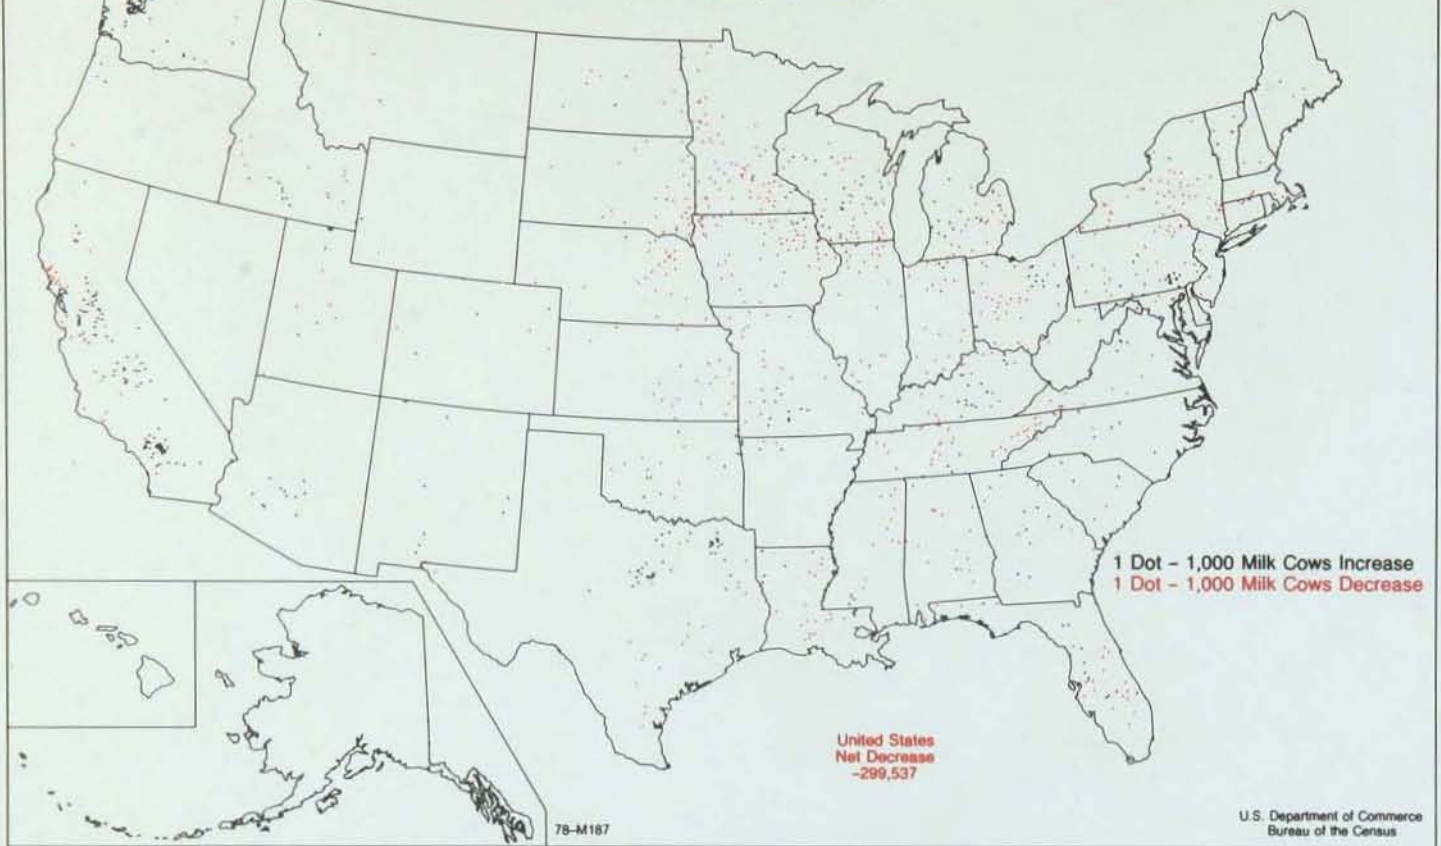 1 Dot – 1,000 Milk Cows Increase
1 Dot – 1,000 Milk Cows Decrease
United States
Net Decrease
–299,537
78–M187
U.S. Department of Commerce
Bureau of the Census